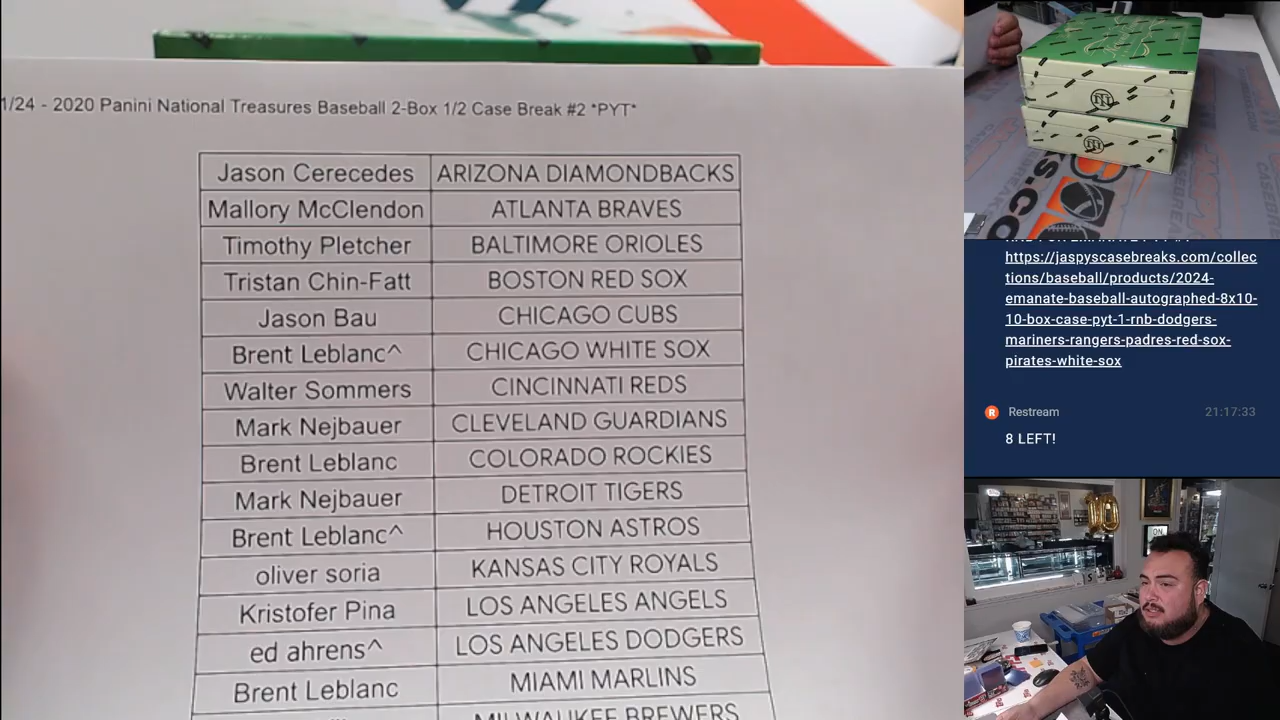 1/24 - 2020 Panini National Treasures Baseball 2-Box 1/2 Case Break #2 *PYT*
Jason Cerecedes ARIZONA DIAMONDBACKS
Mallory McClendon ATLANTA BRAVES
Timothy Pletcher BALTIMORE ORIOLES
Tristan Chin-Fatt BOSTON RED SOX
Jason Bau CHICAGO CUBS
Brent Leblanc^ CHICAGO WHITE SOX
Walter Sommers CINCINNATI REDS
Mark Nejbauer CLEVELAND GUARDIANS
Brent Leblanc COLORADO ROCKIES
Mark Nejbauer DETROIT TIGERS
Brent Leblanc^ HOUSTON ASTROS
oliver soria KANSAS CITY ROYALS
Kristofer Pina LOS ANGELES ANGELS
ed ahrens^ LOS ANGELES DODGERS
Brent Leblanc MIAMI MARLINS
MILWAUKEE BREWERS
https://jaspyscasebreaks.com/collec
tions/baseball/products/2024-
emanate-baseball-autographed-8x10-
10-box-case-pyt-1-rnb-dodgers-
mariners-rangers-padres-red-sox-
pirates-white-sox
R Restream 21:17:33
8 LEFT!
S.CO
10
ON